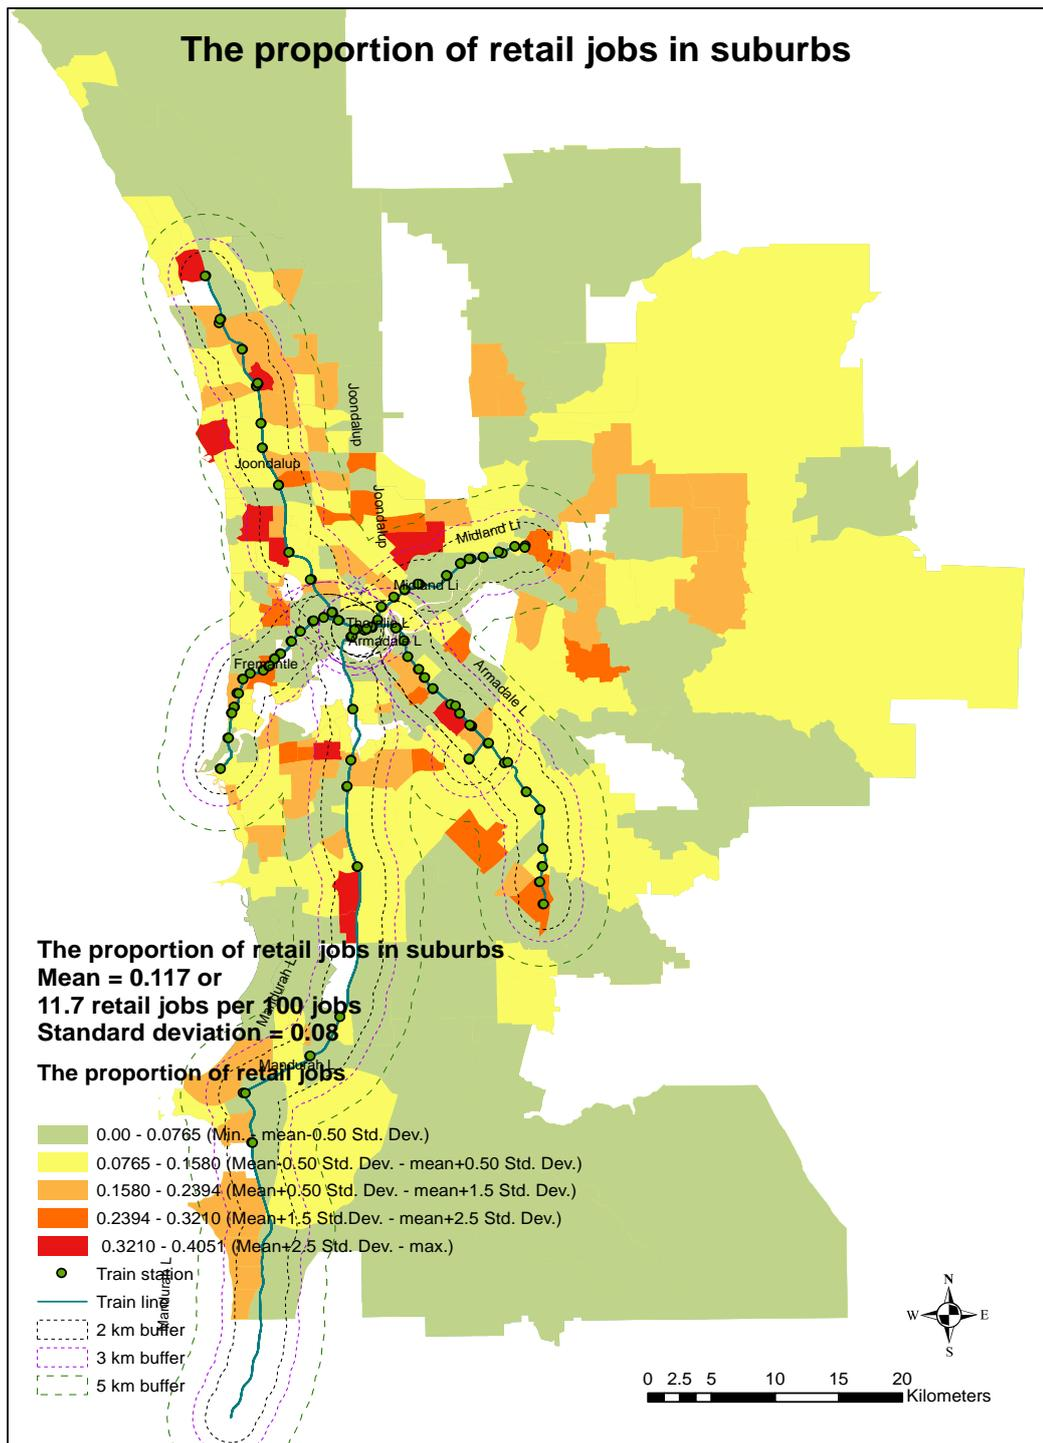 The proportion of retail jobs in suburbs
Joondalup
Joondalup
Joondalup
Midland Li
Midland Li
Thornlie L
Armadale L
Fremantle
Armadale L
The proportion of retail jobs in suburbs
Mean = 0.117 or
11.7 retail jobs per 100 jobs
Standard deviation = 0.08
Mandurah L
Mandurah L
The proportion of retail jobs
0.00 - 0.0765 (Min. - mean-0.50 Std. Dev.)
0.0765 - 0.1580 (Mean-0.50 Std. Dev. - mean+0.50 Std. Dev.)
0.1580 - 0.2394 (Mean+0.50 Std. Dev. - mean+1.5 Std. Dev.)
0.2394 - 0.3210 (Mean+1.5 Std.Dev. - mean+2.5 Std. Dev.)
0.3210 - 0.4051 (Mean+2.5 Std. Dev - max.)
Train station
Train line
Mandurah L
2 km buffer
3 km buffer
5 km buffer
N
W E
S
0 2.5 5 10 15 20
Kilometers